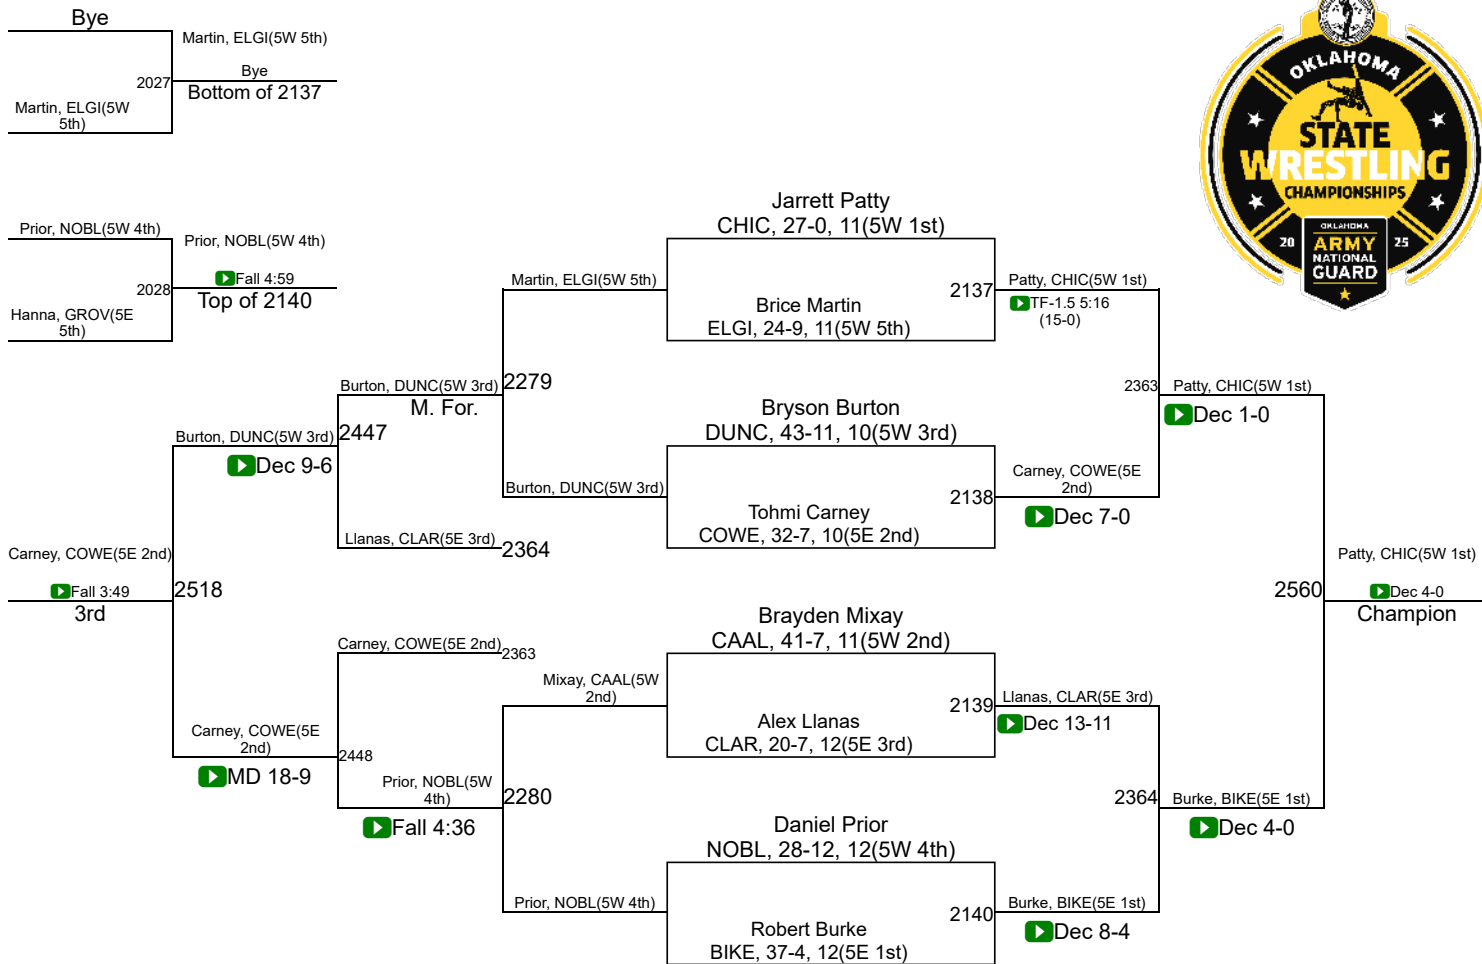 Bye
Martin, ELGI(5W 5th)
2027
Bye
Bottom of 2137
Martin, ELGI(5W
5th)
OKLAHOMA
STATE
WRESTLING
CHAMPIONSHIPS
20
25
OKLAHOMA
ARMY
NATIONAL
GUARD
Prior, NOBL(5W 4th)
Prior, NOBL(5W 4th)
2028
Fall 4:59
Top of 2140
Hanna, GROV(5E
5th)
Jarrett Patty
CHIC, 27-0, 11(5W 1st)
Martin, ELGI(5W 5th)
2137
Brice Martin
ELGI, 24-9, 11(5W 5th)
Patty, CHIC(5W 1st)
TF-1.5 5:16
(15-0)
Burton, DUNC(5W 3rd)
2279
M. For.
2363
Patty, CHIC(5W 1st)
Dec 1-0
Bryson Burton
DUNC, 43-11, 10(5W 3rd)
Burton, DUNC(5W 3rd)
2447
Dec 9-6
Burton, DUNC(5W 3rd)
2138
Tohmi Carney
COWE, 32-7, 10(5E 2nd)
Carney, COWE(5E
2nd)
Dec 7-0
Llanas, CLAR(5E 3rd)
2364
Carney, COWE(5E 2nd)
Fall 3:49
3rd
2518
2560
Patty, CHIC(5W 1st)
Dec 4-0
Champion
Brayden Mixay
CAAL, 41-7, 11(5W 2nd)
Carney, COWE(5E 2nd)
2363
Mixay, CAAL(5W
2nd)
2139
Alex Llanas
CLAR, 20-7, 12(5E 3rd)
Llanas, CLAR(5E 3rd)
Dec 13-11
Carney, COWE(5E
2nd)
2448
MD 18-9
Prior, NOBL(5W
4th)
2280
Fall 4:36
2364
Burke, BIKE(5E 1st)
Dec 4-0
Daniel Prior
NOBL, 28-12, 12(5W 4th)
Prior, NOBL(5W 4th)
2140
Robert Burke
BIKE, 37-4, 12(5E 1st)
Burke, BIKE(5E 1st)
Dec 8-4